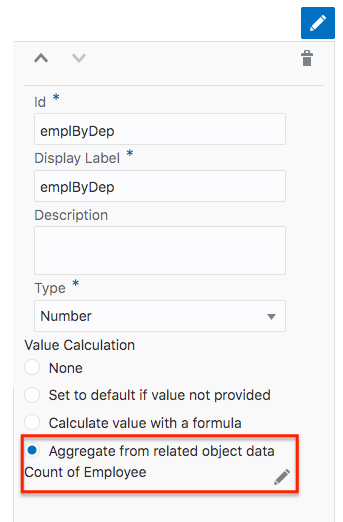 Id *
emplByDep
Display Label *
emplByDep
Description
Type *
Number
Value Calculation
None
Set to default if value not provided
Calculate value with a formula
Aggregate from related object data
Count of Employee